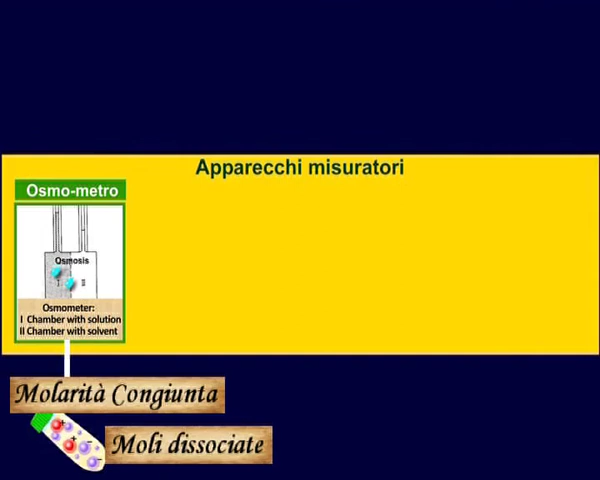 Apparecchi misuratori
Osmo-metro
Osmosis
I II
Osmometer:
I Chamber with solution
II Chamber with solvent
Molarità Congiunta
Moli dissociate